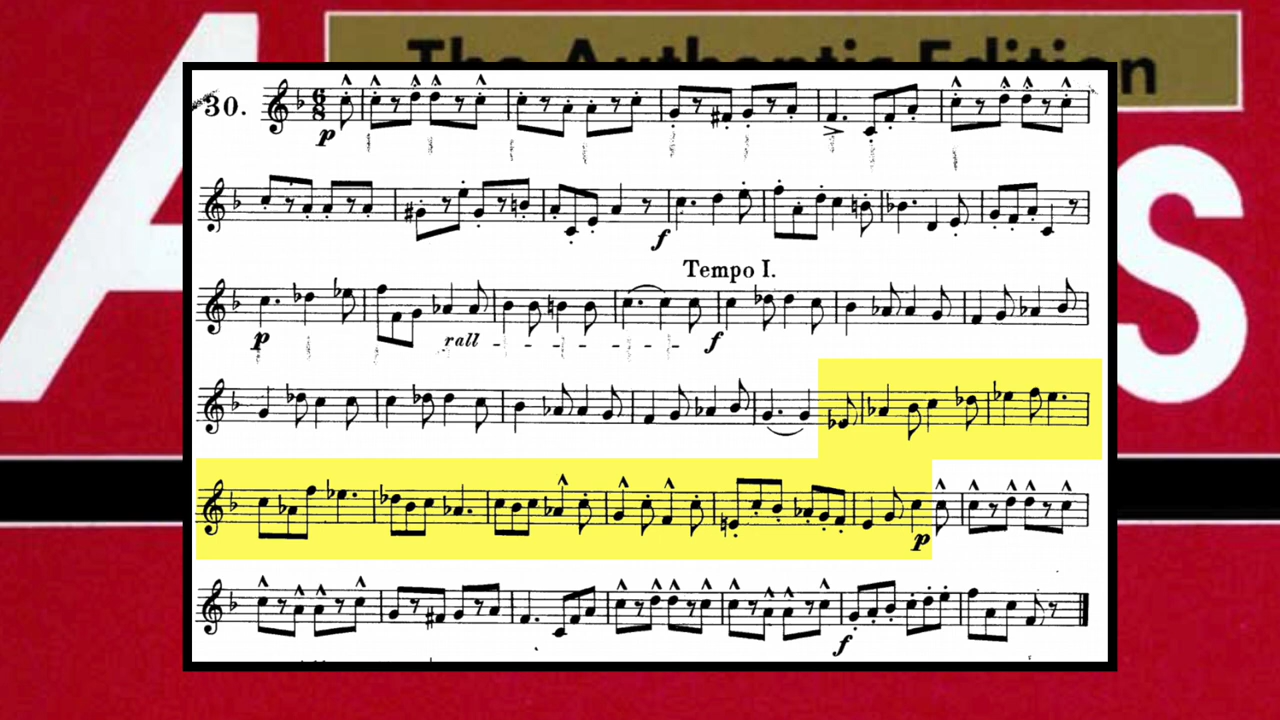 The Authentic Edition
A s
30.
p
f
Tempo I.
p rall f
p
f